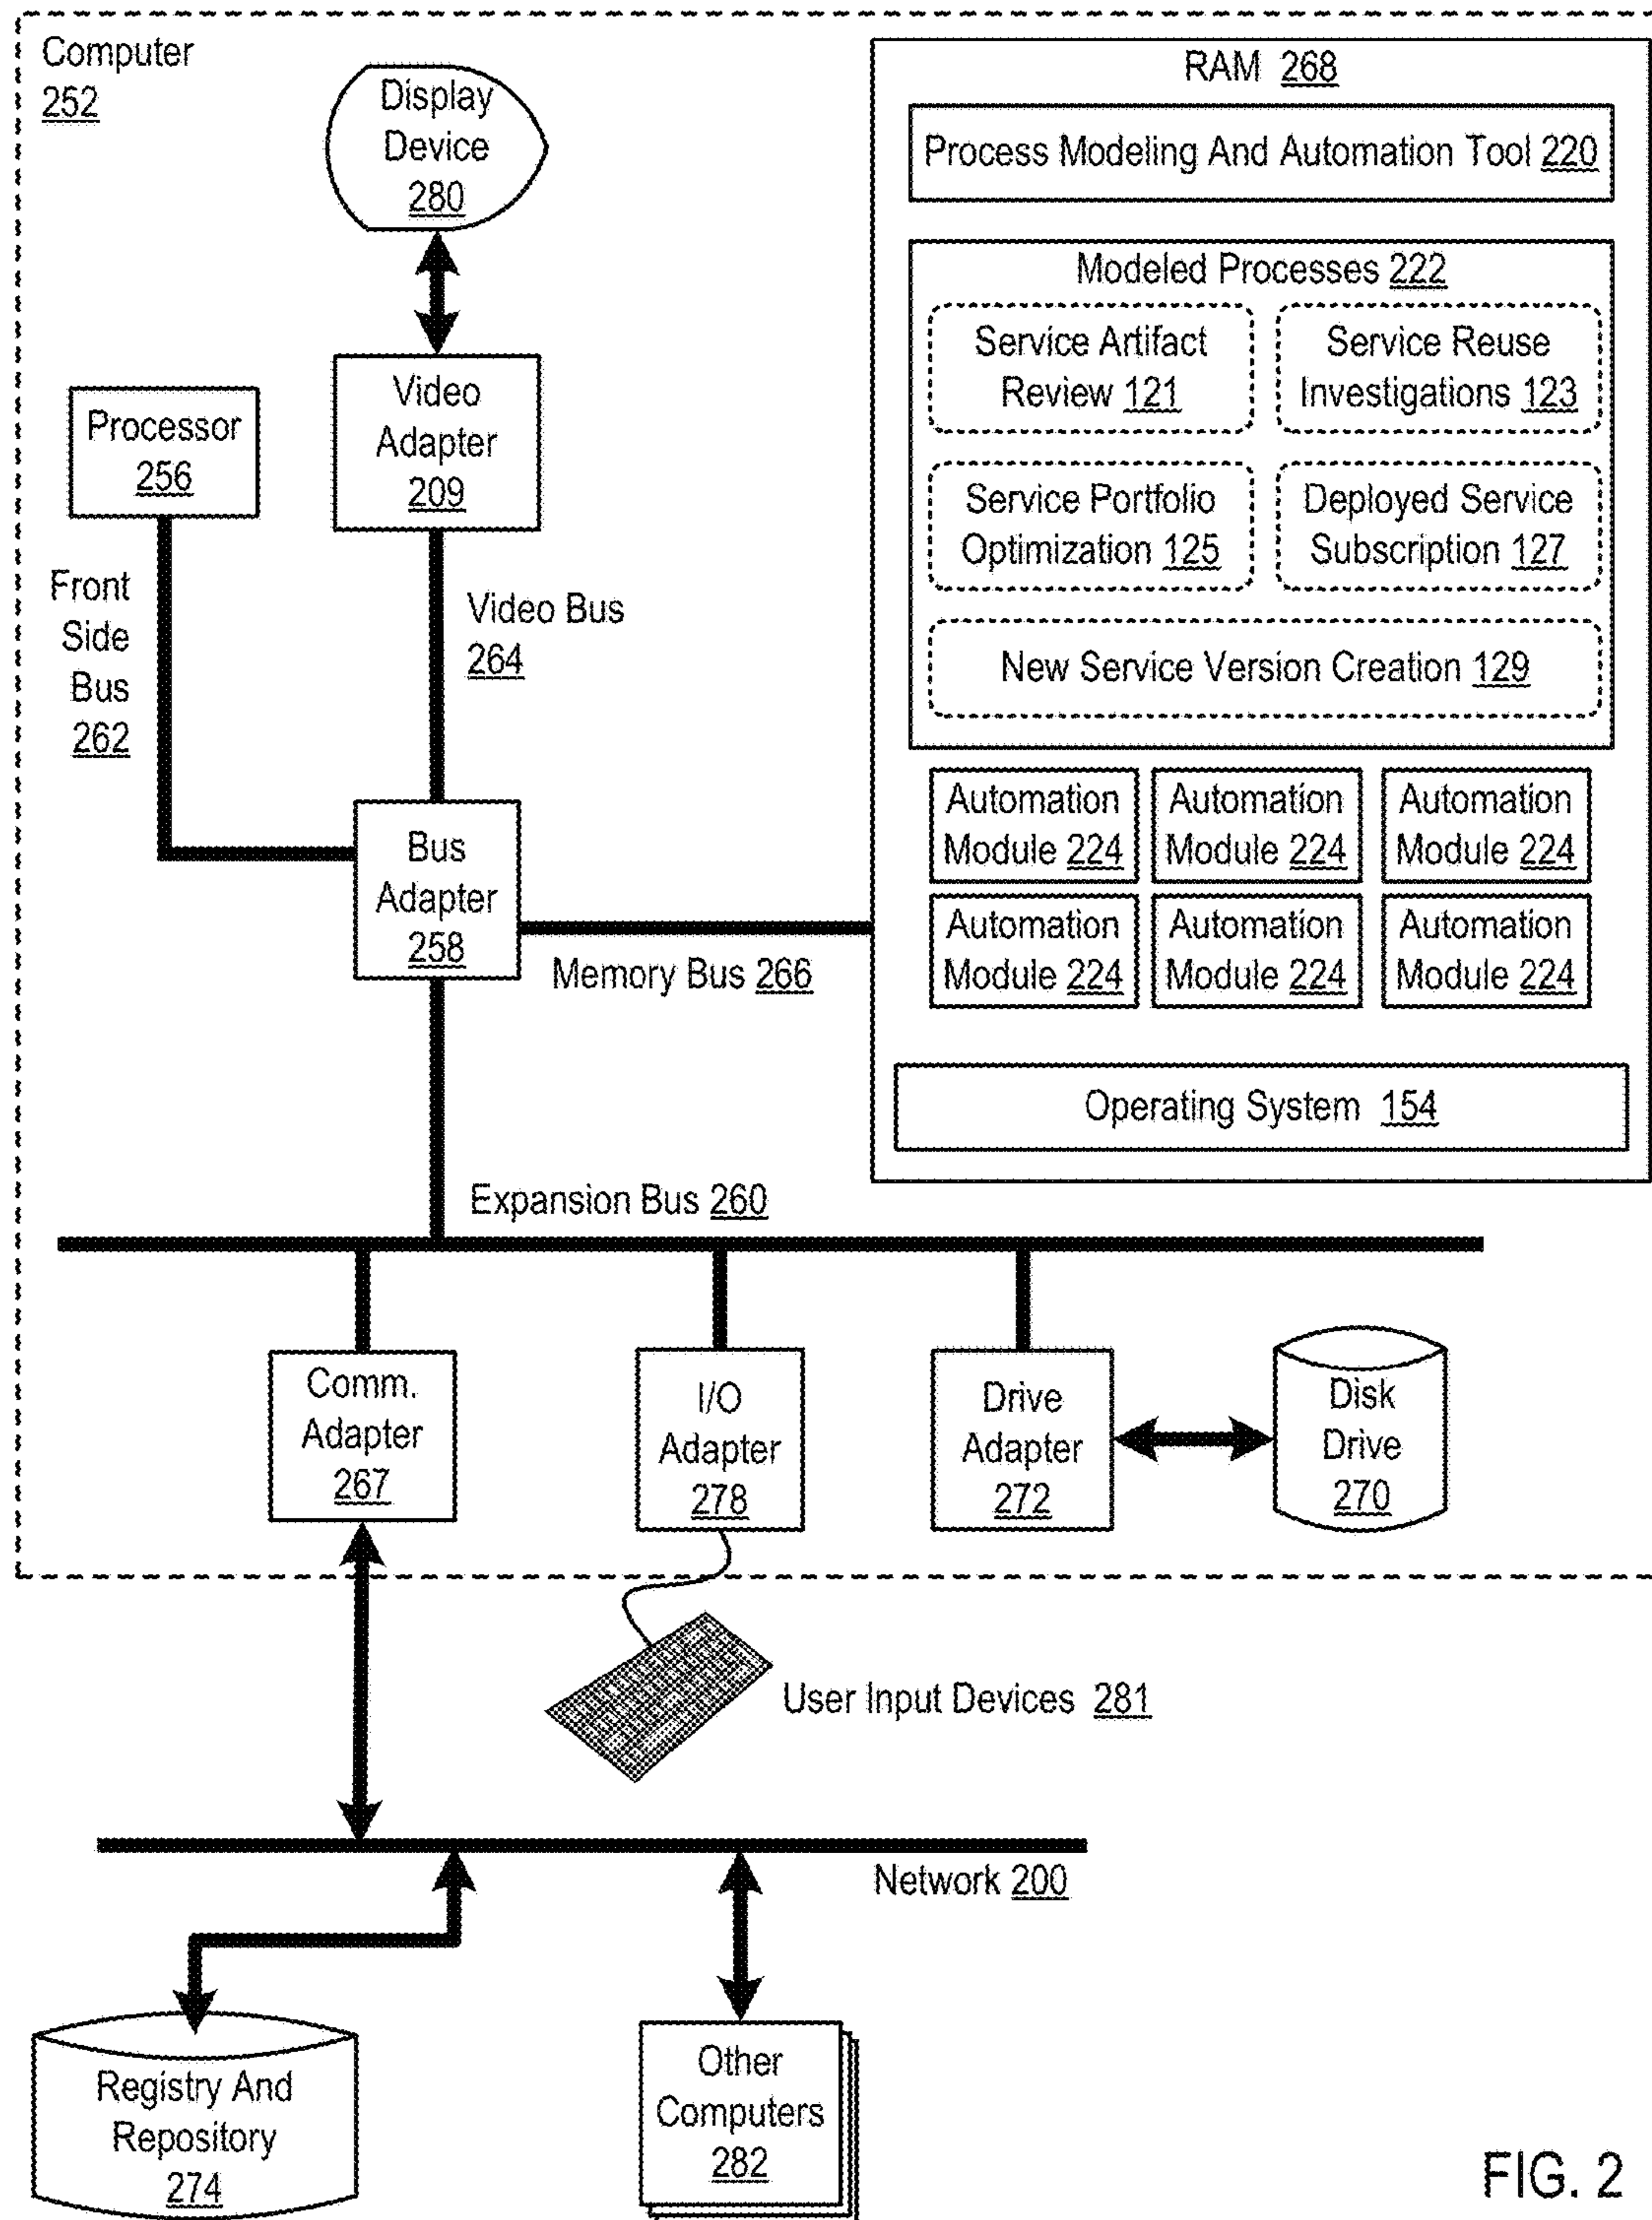 Computer
252
Display
Device
280
Video
Adapter
209
Processor
256
Front
Side
Bus
262
Video Bus
264
Bus
Adapter
258
Memory Bus 266
RAM 268
Process Modeling And Automation Tool 220
Modeled Processes 222
Service Artifact
Review 121
Service Reuse
Investigations 123
Service Portfolio
Optimization 125
Deployed Service
Subscription 127
New Service Version Creation 129
Automation
Module 224
Automation
Module 224
Automation
Module 224
Automation
Module 224
Automation
Module 224
Automation
Module 224
Operating System 154
Expansion Bus 260
Comm.
Adapter
267
I/O
Adapter
278
Drive
Adapter
272
Disk
Drive
270
User Input Devices 281
Network 200
Registry And
Repository
274
Other
Computers
282
FIG. 2